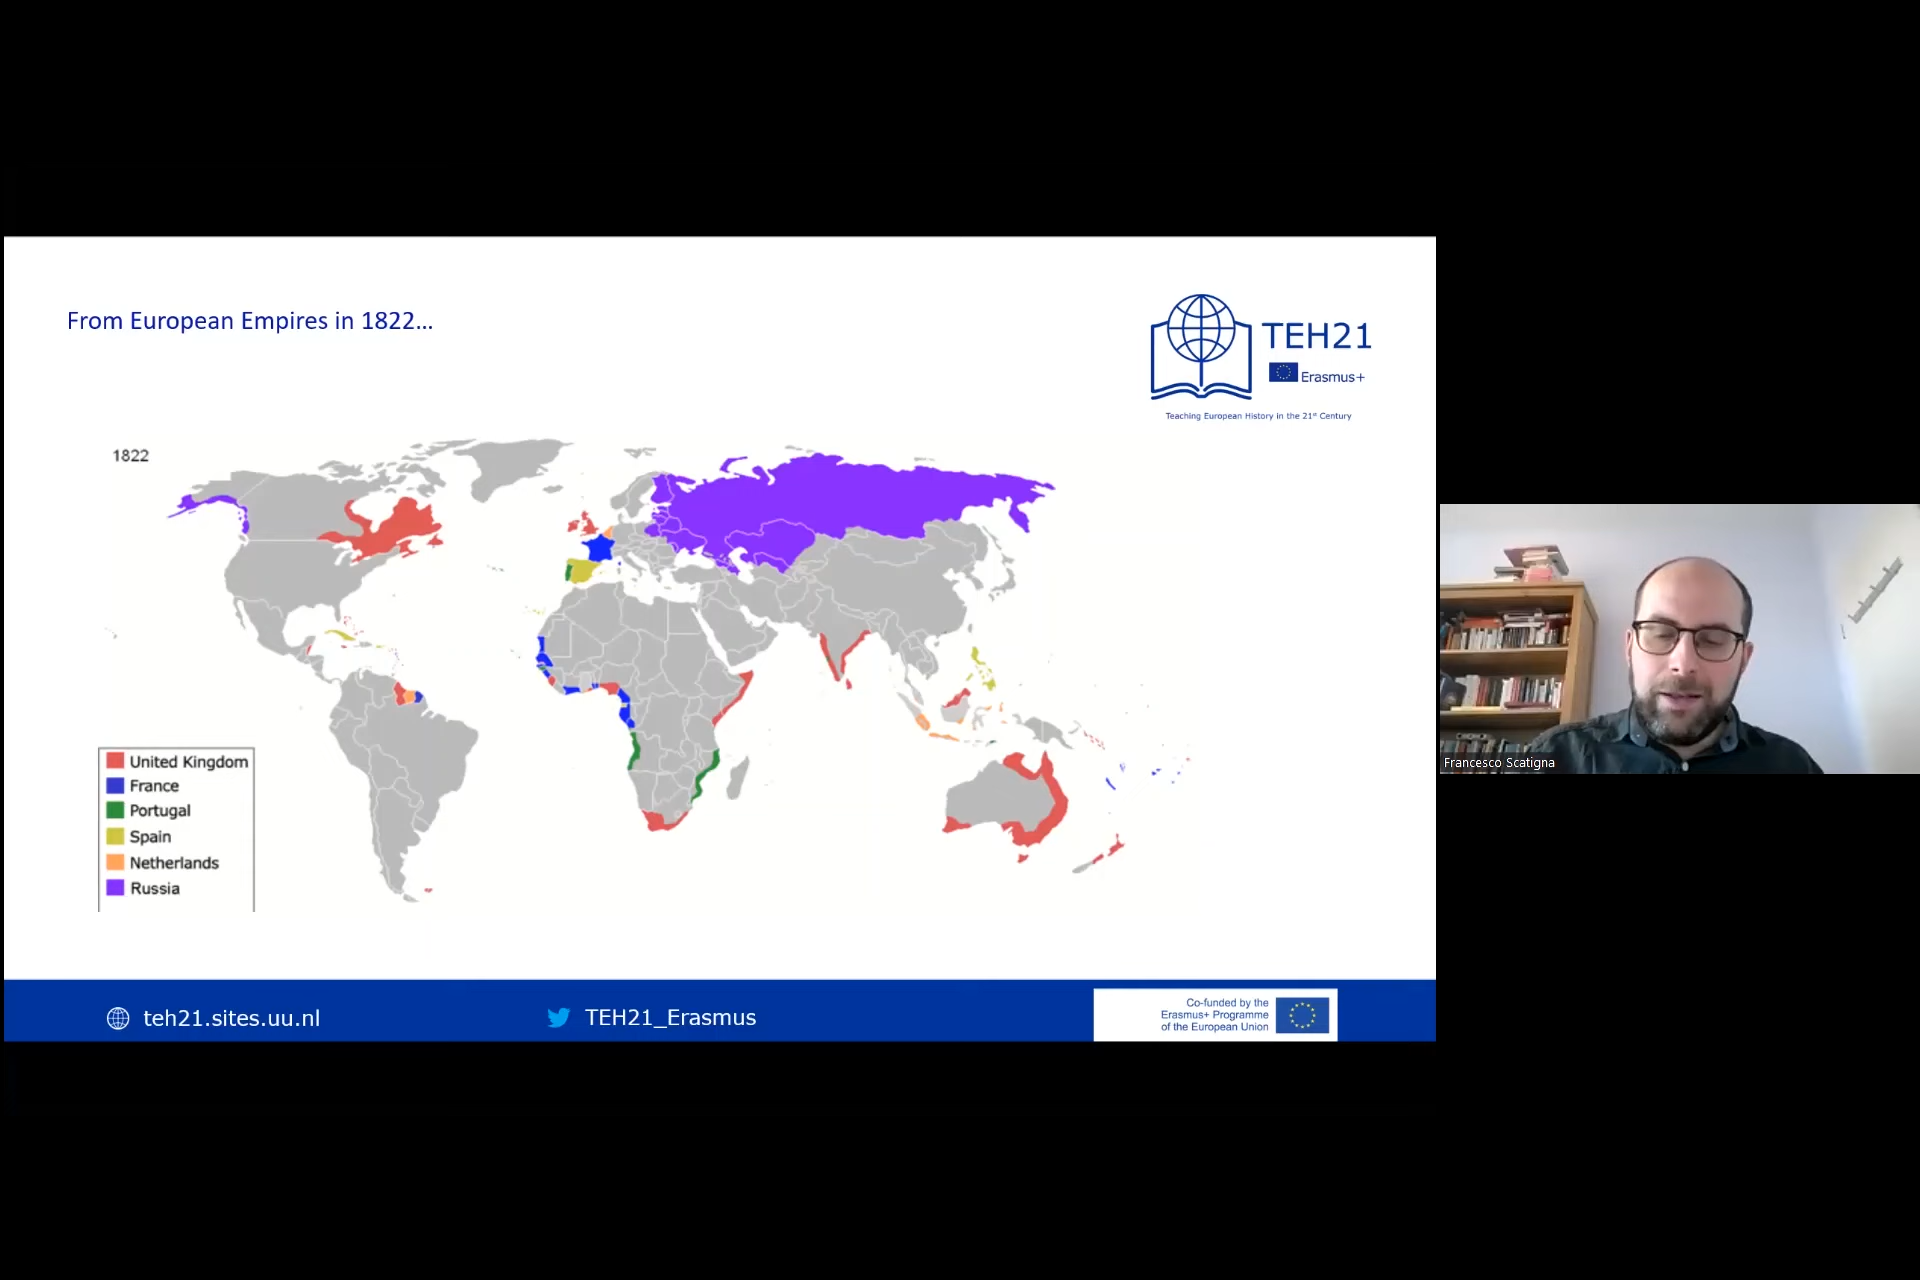 From European Empires in 1822...
TEH21
Erasmus+
Teaching European History in the 21st Century
1822
United Kingdom
France
Portugal
Spain
Netherlands
Russia
teh21.sites.uu.nl
TEH21_Erasmus
Co-funded by the
Erasmus+ Programme
of the European Union
Francesco Scatigna